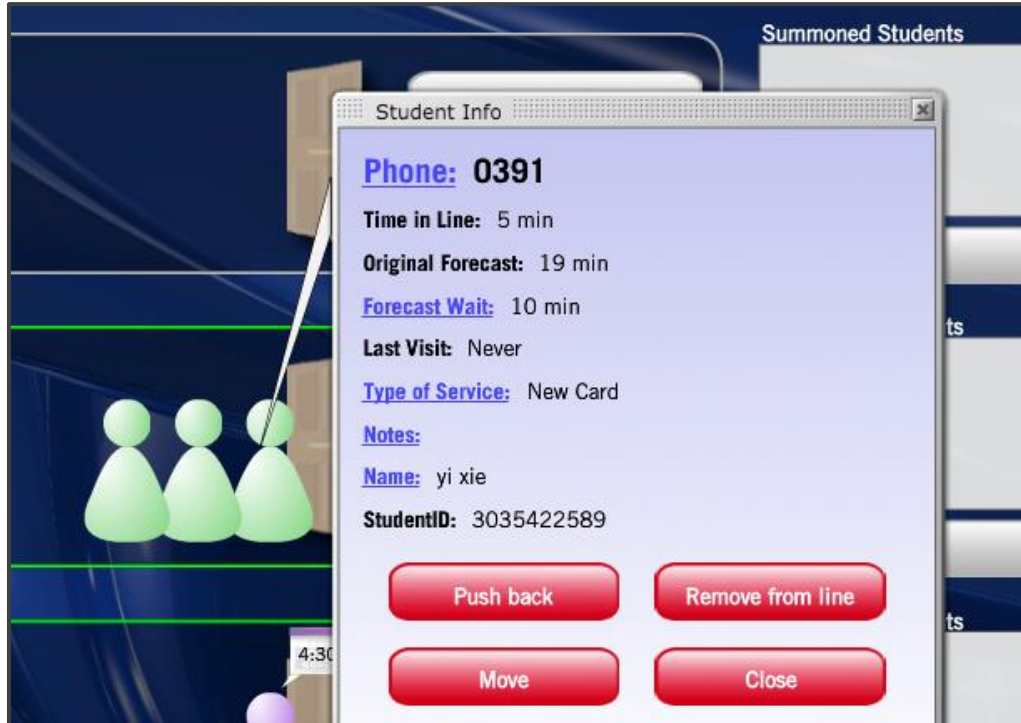 Summoned Students
Student Info
Phone: 0391
Time in Line: 5 min
Original Forecast: 19 min
Forecast Wait: 10 min
ts
Last Visit: Never
Type of Service: New Card
Notes:
Name: yi xie
StudentID: 3035422589
Push back
Remove from line
ts
4:30
Move
Close